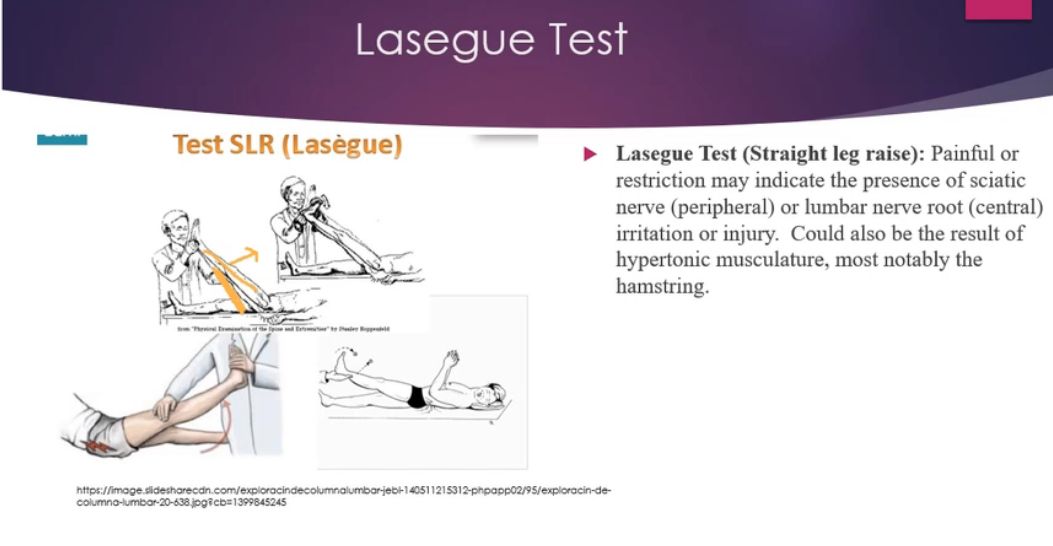 Lasegue Test
Test SLR (Lasègue)
from "Physical Examination of the Spine and Extremities" by Stanley Hoppenfeld
Lasegue Test (Straight leg raise): Painful or
restriction may indicate the presence of sciatic
nerve (peripheral) or lumbar nerve root (central)
irritation or injury. Could also be the result of
hypertonic musculature, most notably the
hamstring.
https://image.slidesharecdn.com/exploracindecolumnalumbar-jebl-140511215312-phpapp02/95/exploracin-de-
columna-lumbar-20-638.jpg?cb=1399845245